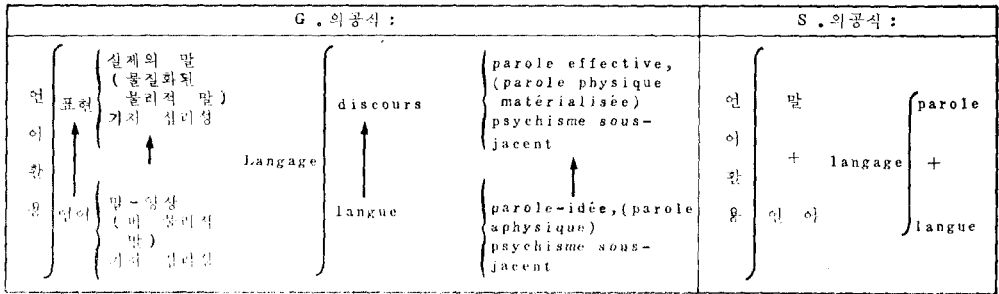 G . 의공식 :
S . 의공식 :
언
어
활
용
표현
언어
실제의 말
( 물질화된
물리적 말 )
기저 심리성
말-영상
( 비 물리적
말 )
기저 심리성
Langage
discours
langue
parole effective,
(parole physique
matérialisée)
psychisme sous-
jacent
parole-idée, (parole
aphysique)
psychisme sous-
jacent
언
어
활
용
말
+
언 어
langage
parole
+
langue